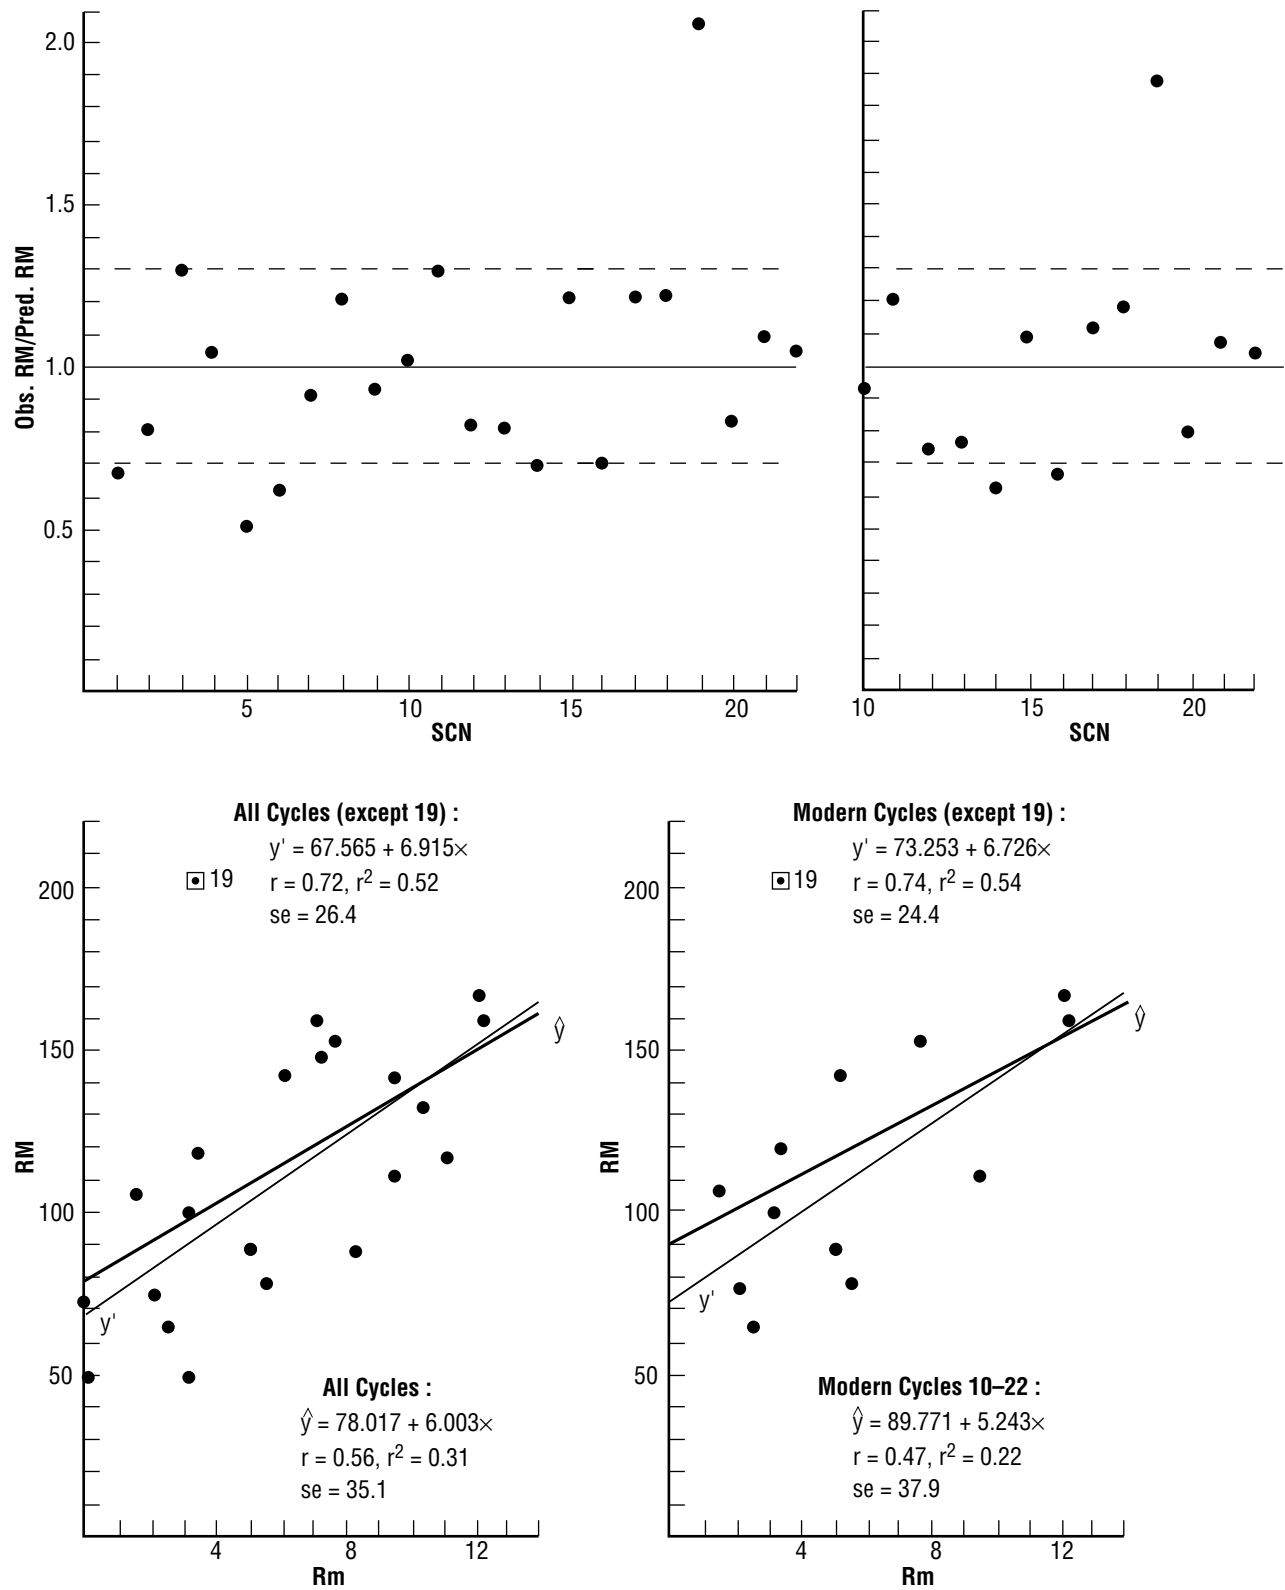 2.0
1.5
1.0
0.5
Obs. RM/Pred. RM
5 10 15 20
SCN
10 15 20
SCN
All Cycles (except 19) :
y' = 67.565 + 6.915×
r = 0.72, r² = 0.52
se = 26.4
19
200
150
100
50
RM
ŷ
y'
All Cycles :
ŷ = 78.017 + 6.003×
r = 0.56, r² = 0.31
se = 35.1
4 8 12
Rm
Modern Cycles (except 19) :
y' = 73.253 + 6.726×
r = 0.74, r² = 0.54
se = 24.4
19
200
150
100
50
RM
ŷ
y'
Modern Cycles 10–22 :
ŷ = 89.771 + 5.243×
r = 0.47, r² = 0.22
se = 37.9
4 8 12
Rm